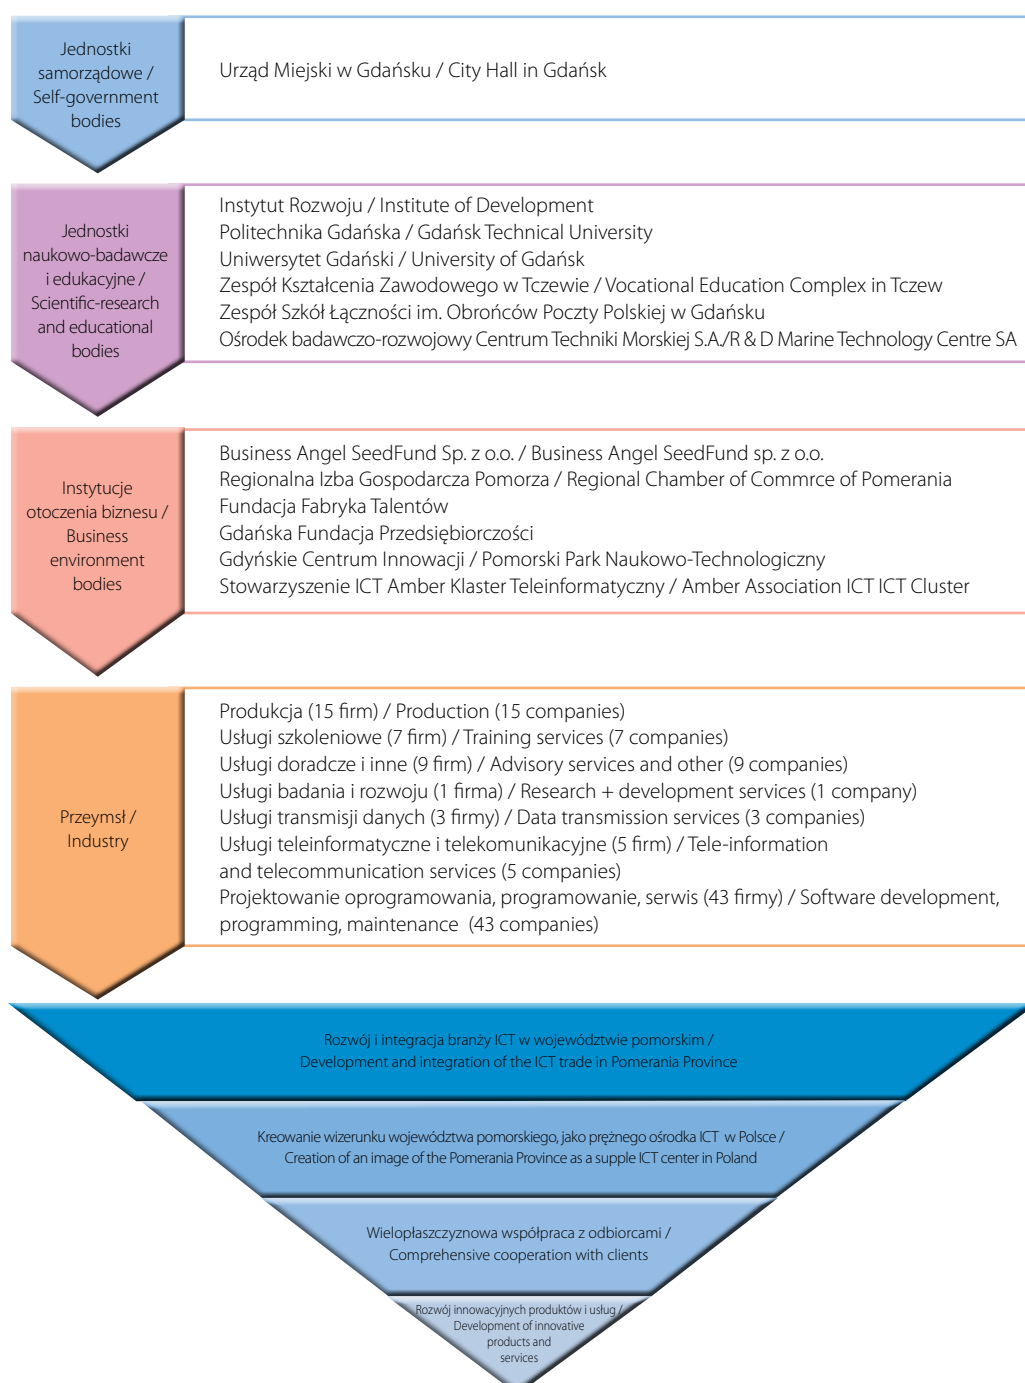 Jednostki
samorządowe /
Self-government
bodies
Urząd Miejski w Gdańsku / City Hall in Gdańsk
Jednostki
naukowo-badawcze
i edukacyjne /
Scientific-research
and educational
bodies
Instytut Rozwoju / Institute of Development
Politechnika Gdańska / Gdańsk Technical University
Uniwersytet Gdański / University of Gdańsk
Zespół Kształcenia Zawodowego w Tczewie / Vocational Education Complex in Tczew
Zespół Szkół Łączności im. Obrońców Poczty Polskiej w Gdańsku
Ośrodek badawczo-rozwojowy Centrum Techniki Morskiej S.A./R & D Marine Technology Centre SA
Instytucje
otoczenia biznesu /
Business
environment
bodies
Business Angel SeedFund Sp. z o.o. / Business Angel SeedFund sp. z o.o.
Regionalna Izba Gospodarcza Pomorza / Regional Chamber of Commrce of Pomerania
Fundacja Fabryka Talentów
Gdańska Fundacja Przedsiębiorczości
Gdyńskie Centrum Innowacji / Pomorski Park Naukowo-Technologiczny
Stowarzyszenie ICT Amber Klaster Teleinformatyczny / Amber Association ICT ICT Cluster
Przeymsł /
Industry
Produkcja (15 firm) / Production (15 companies)
Usługi szkoleniowe (7 firm) / Training services (7 companies)
Usługi doradcze i inne (9 firm) / Advisory services and other (9 companies)
Usługi badania i rozwoju (1 firma) / Research + development services (1 company)
Usługi transmisji danych (3 firmy) / Data transmission services (3 companies)
Usługi teleinformatyczne i telekomunikacyjne (5 firm) / Tele-information
and telecommunication services (5 companies)
Projektowanie oprogramowania, programowanie, serwis (43 firmy) / Software development,
programming, maintenance (43 companies)
Rozwój i integracja branży ICT w województwie pomorskim /
Development and integration of the ICT trade in Pomerania Province
Kreowanie wizerunku województwa pomorskiego, jako prężnego ośrodka ICT w Polsce /
Creation of an image of the Pomerania Province as a supple ICT center in Poland
Wielopłaszczyznowa współpraca z odbiorcami /
Comprehensive cooperation with clients
Rozwój innowacyjnych produktów i usług /
Development of innovative
products and
services